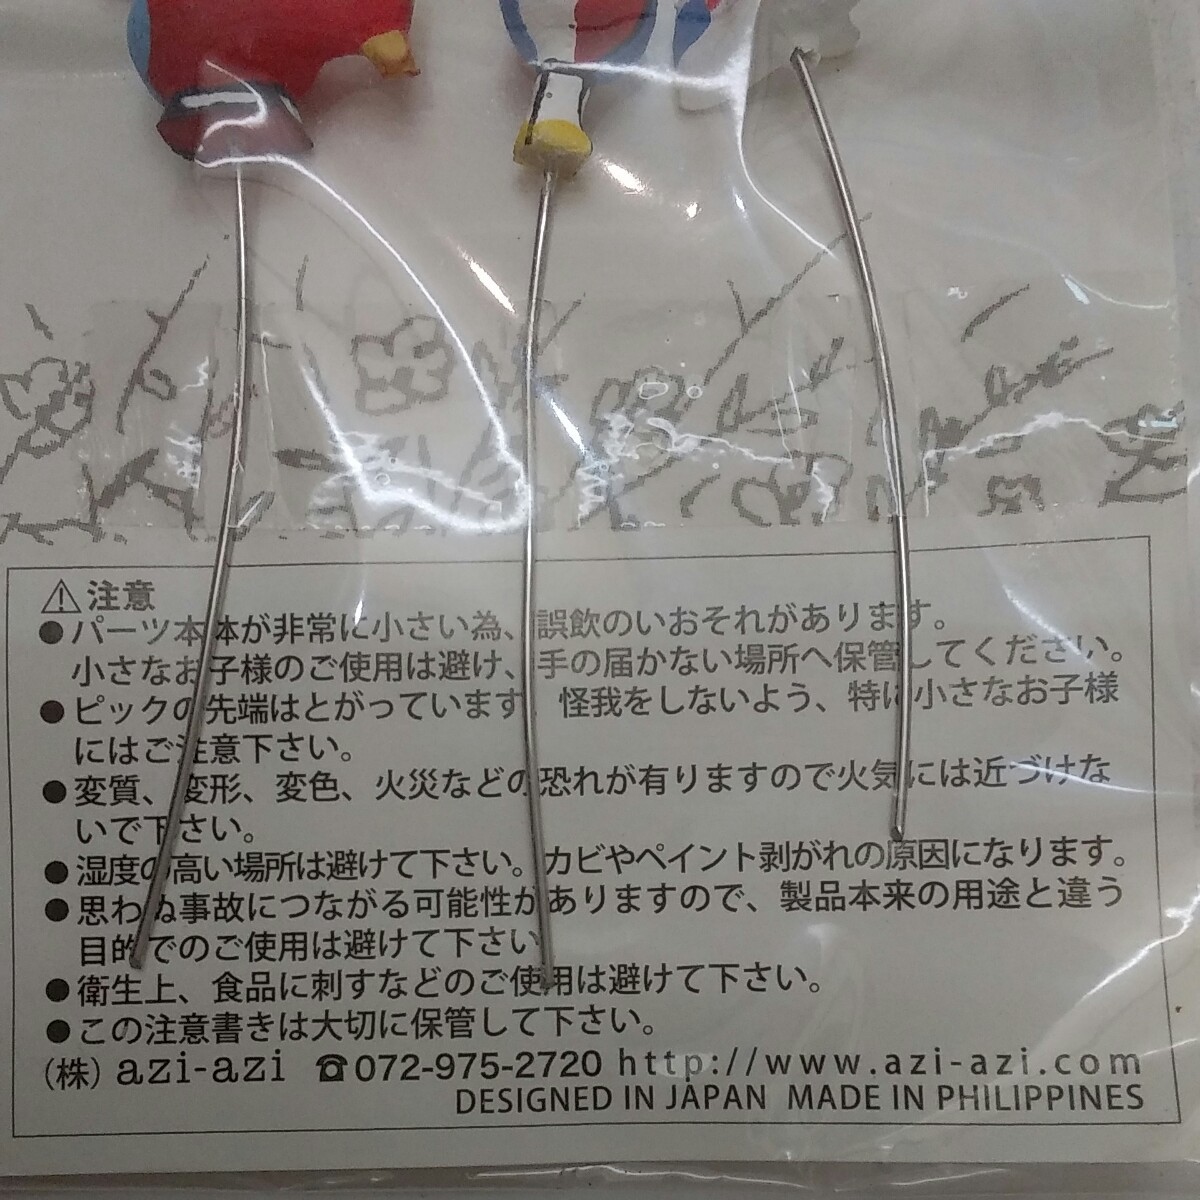 ⚠注意
●パーツ本体が非常に小さい為、誤飲のいおそれがあります。
小さなお子様のご使用は避け、手の届かない場所へ保管してください。
●ピックの先端はとがっています。怪我をしないよう、特に小さなお子様
にはご注意下さい。
●変質、変形、変色、火災などの恐れが有りますので火気には近づけな
いで下さい。
●湿度の高い場所は避けて下さい。カビやペイント剥がれの原因になります。
●思わぬ事故につながる可能性がありますので、製品本来の用途と違う
目的でのご使用は避けて下さい
●衛生上、食品に刺すなどのご使用は避けて下さい。
●この注意書きは大切に保管して下さい。
(株)azi-azi ☎072-975-2720 http://www.azi-azi.com
DESIGNED IN JAPAN MADE IN PHILIPPINES